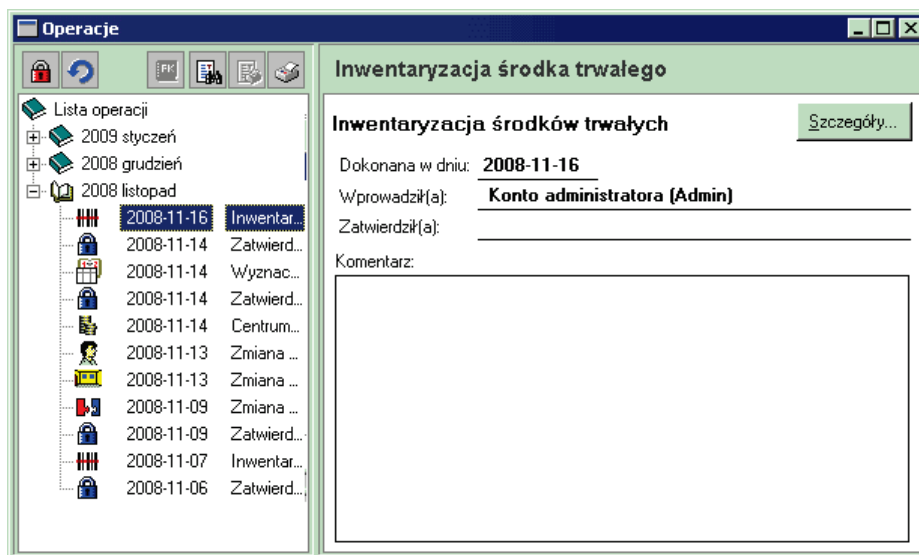 Operacje
FK
Inwentaryzacja środka trwałego
Lista operacji
2009 styczeń
2008 grudzień
2008 listopad
2008-11-16 Inwentar...
2008-11-14 Zatwierd...
2008-11-14 Wyznac...
2008-11-14 Zatwierd...
2008-11-14 Centrum...
2008-11-13 Zmiana ...
2008-11-13 Zmiana ...
2008-11-09 Zmiana ...
2008-11-09 Zatwierd...
2008-11-07 Inwentar...
2008-11-06 Zatwierd...
Inwentaryzacja środków trwałych
Szczegóły...
Dokonana w dniu: 2008-11-16
Wprowadził(a): Konto administratora (Admin)
Zatwierdził(a):
Komentarz: